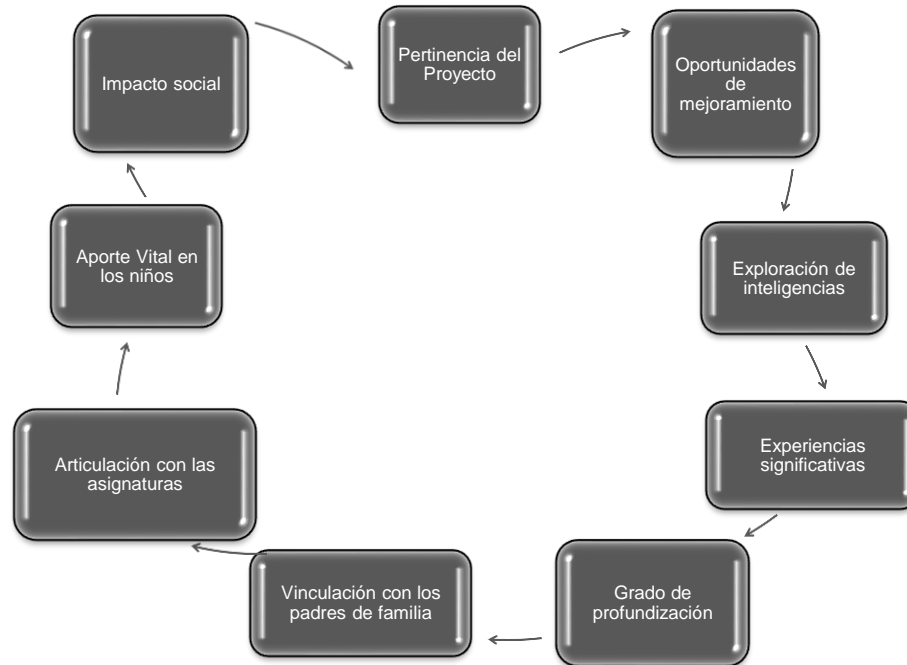 Impacto social
Pertinencia del
Proyecto
Oportunidades
de
mejoramiento
Exploración de
inteligencias
Experiencias
significativas
Grado de
profundización
Vinculación con los
padres de familia
Articulación con las
asignaturas
Aporte Vital en
los niños